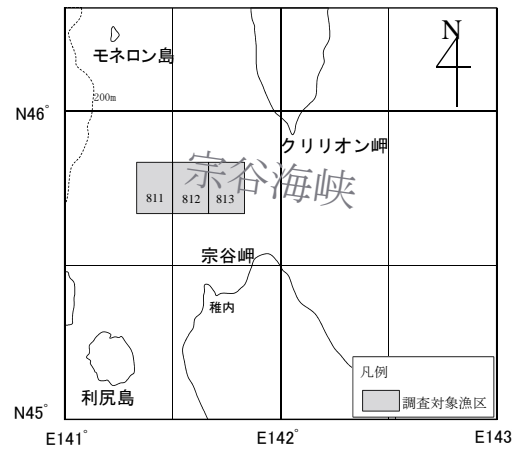 N
モネロン島
200m
N46°
クリリオン岬
宗谷海峡
811 812 813
宗谷岬
稚内
凡例
調査対象漁区
利尻島
N45°
E141° E142° E143